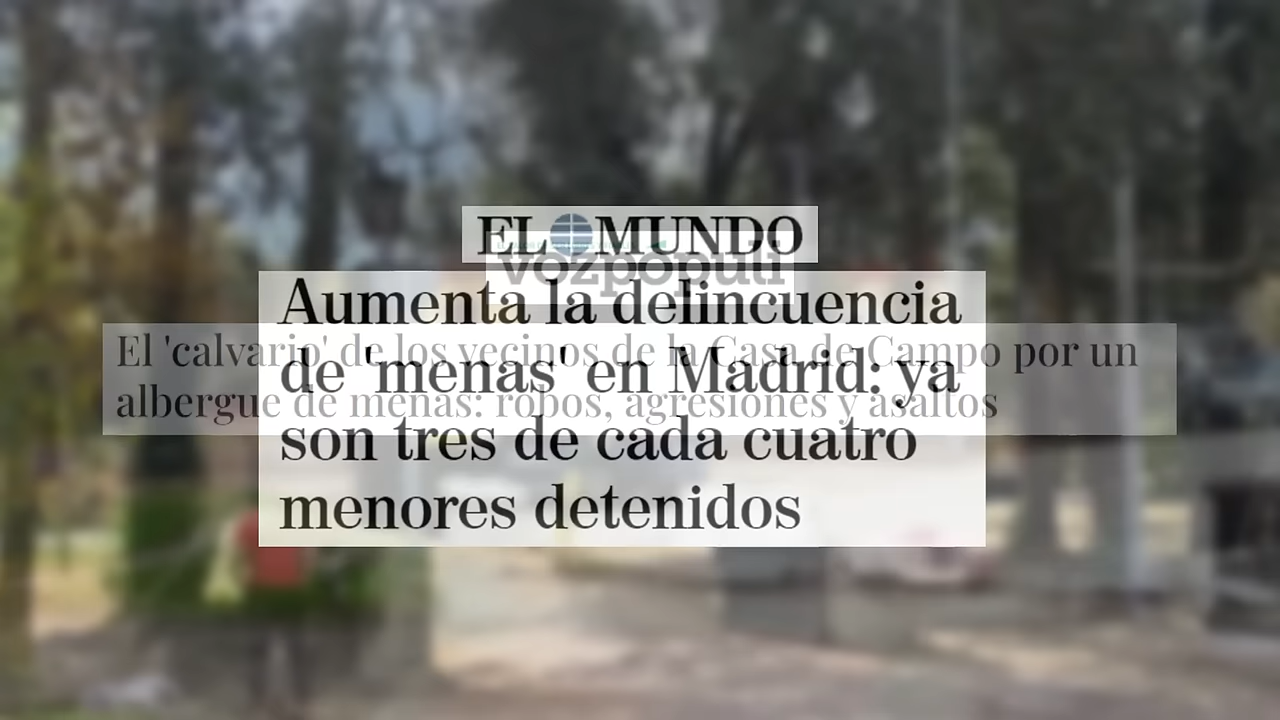 EL MUNDO
vozpopuli
Aumenta la delincuencia
de 'menas' en Madrid: ya
son tres de cada cuatro
menores detenidos
El 'calvario' de los vecinos de la Casa de Campo por un
albergue de menas: robos, agresiones y asaltos